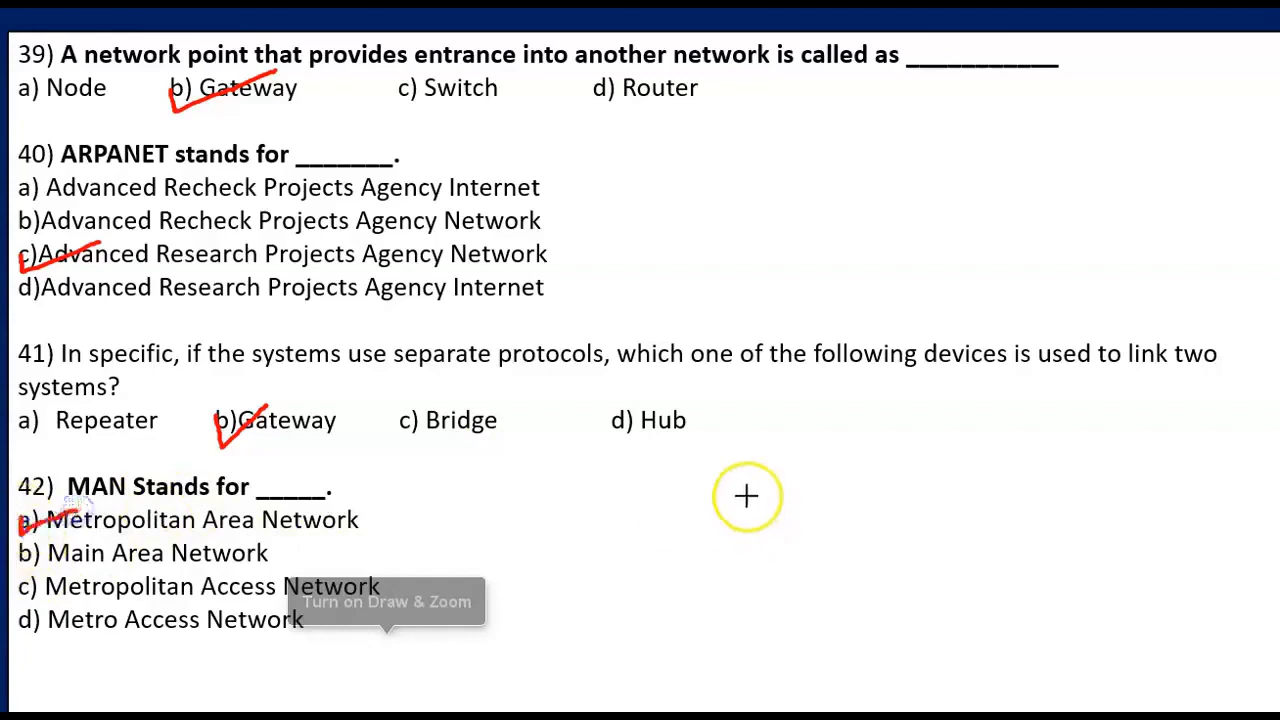 39) A network point that provides entrance into another network is called as ___________
a) Node b) Gateway c) Switch d) Router
40) ARPANET stands for _______.
a) Advanced Recheck Projects Agency Internet
b)Advanced Recheck Projects Agency Network
c)Advanced Research Projects Agency Network
d)Advanced Research Projects Agency Internet
41) In specific, if the systems use separate protocols, which one of the following devices is used to link two
systems?
a) Repeater b)Gateway c) Bridge d) Hub
42) MAN Stands for _____.
a) Metropolitan Area Network
b) Main Area Network
c) Metropolitan Access Network
Turn on Draw & Zoom
d) Metro Access Network